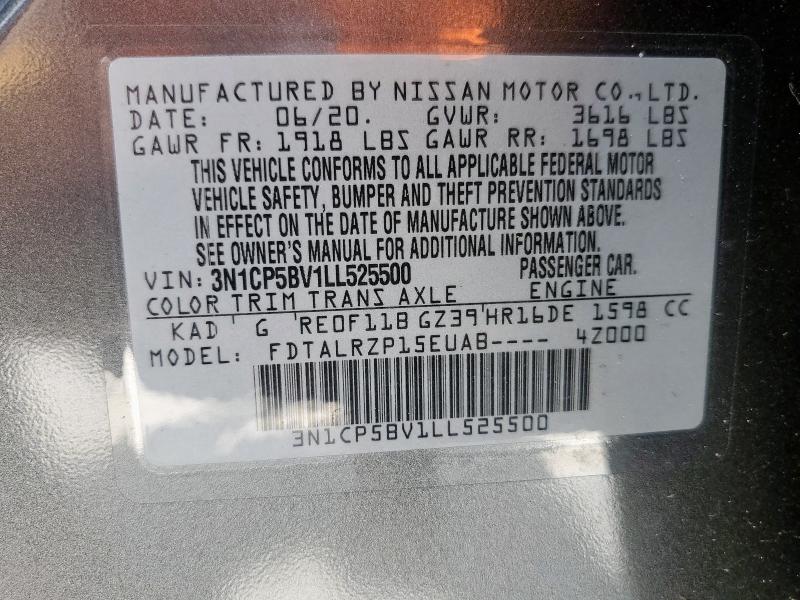 MANUFACTURED BY NISSAN MOTOR CO., LTD.
DATE: 06/20. GVWR: 3616 LBS
GAWR FR: 1918 LBS GAWR RR: 1698 LBS
THIS VEHICLE CONFORMS TO ALL APPLICABLE FEDERAL MOTOR
VEHICLE SAFETY, BUMPER AND THEFT PREVENTION STANDARDS
IN EFFECT ON THE DATE OF MANUFACTURE SHOWN ABOVE.
SEE OWNER'S MANUAL FOR ADDITIONAL INFORMATION.
VIN: 3N1CP5BV1LL525500 PASSENGER CAR.
COLOR TRIM TRANS AXLE ENGINE
KAD G RE0F11B GZ39 HR16DE 1598 CC
MODEL: FDTALRZP15EUAB---- 4Z000
3N1CP5BV1LL525500